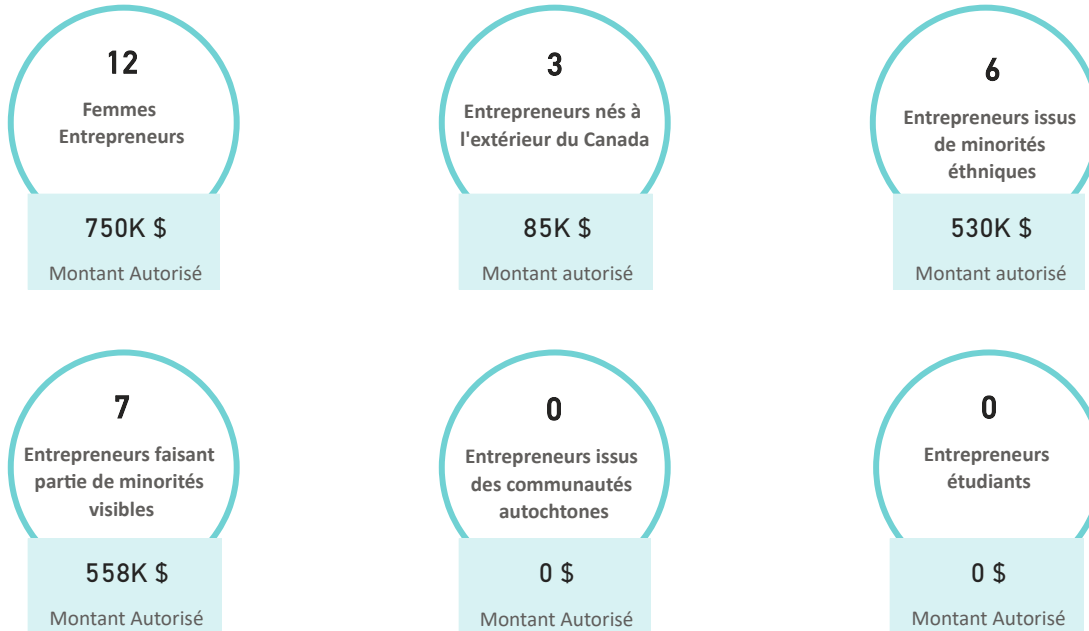 12
Femmes
Entrepreneurs
750K $
Montant Autorisé
3
Entrepreneurs nés à
l'extérieur du Canada
85K $
Montant autorisé
6
Entrepreneurs issus
de minorités
éthniques
530K $
Montant autorisé
7
Entrepreneurs faisant
partie de minorités
visibles
558K $
Montant Autorisé
0
Entrepreneurs issus
des communautés
autochtones
0 $
Montant Autorisé
0
Entrepreneurs
étudiants
0 $
Montant Autorisé